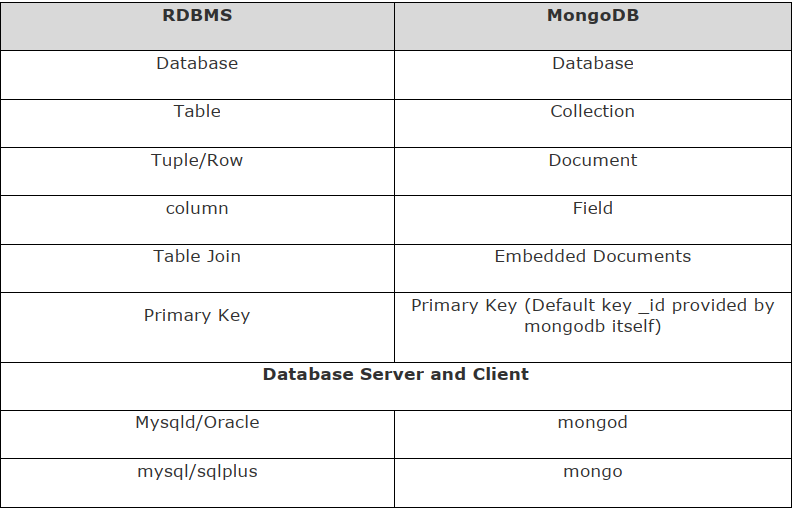 RDBMS MongoDB
Database Database
Table Collection
Tuple/Row Document
column Field
Table Join Embedded Documents
Primary Key Primary Key (Default key _id provided by
mongodb itself)
Database Server and Client
Mysqld/Oracle mongod
mysql/sqlplus mongo